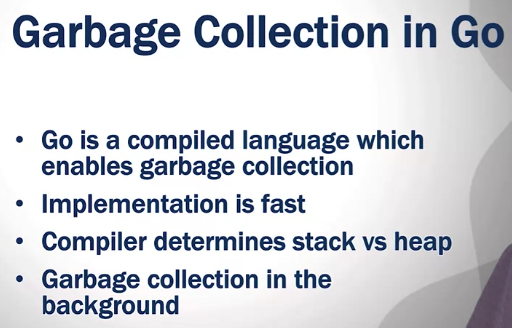 Garbage Collection in Go
• Go is a compiled language which
enables garbage collection
• Implementation is fast
• Compiler determines stack vs heap
• Garbage collection in the
background